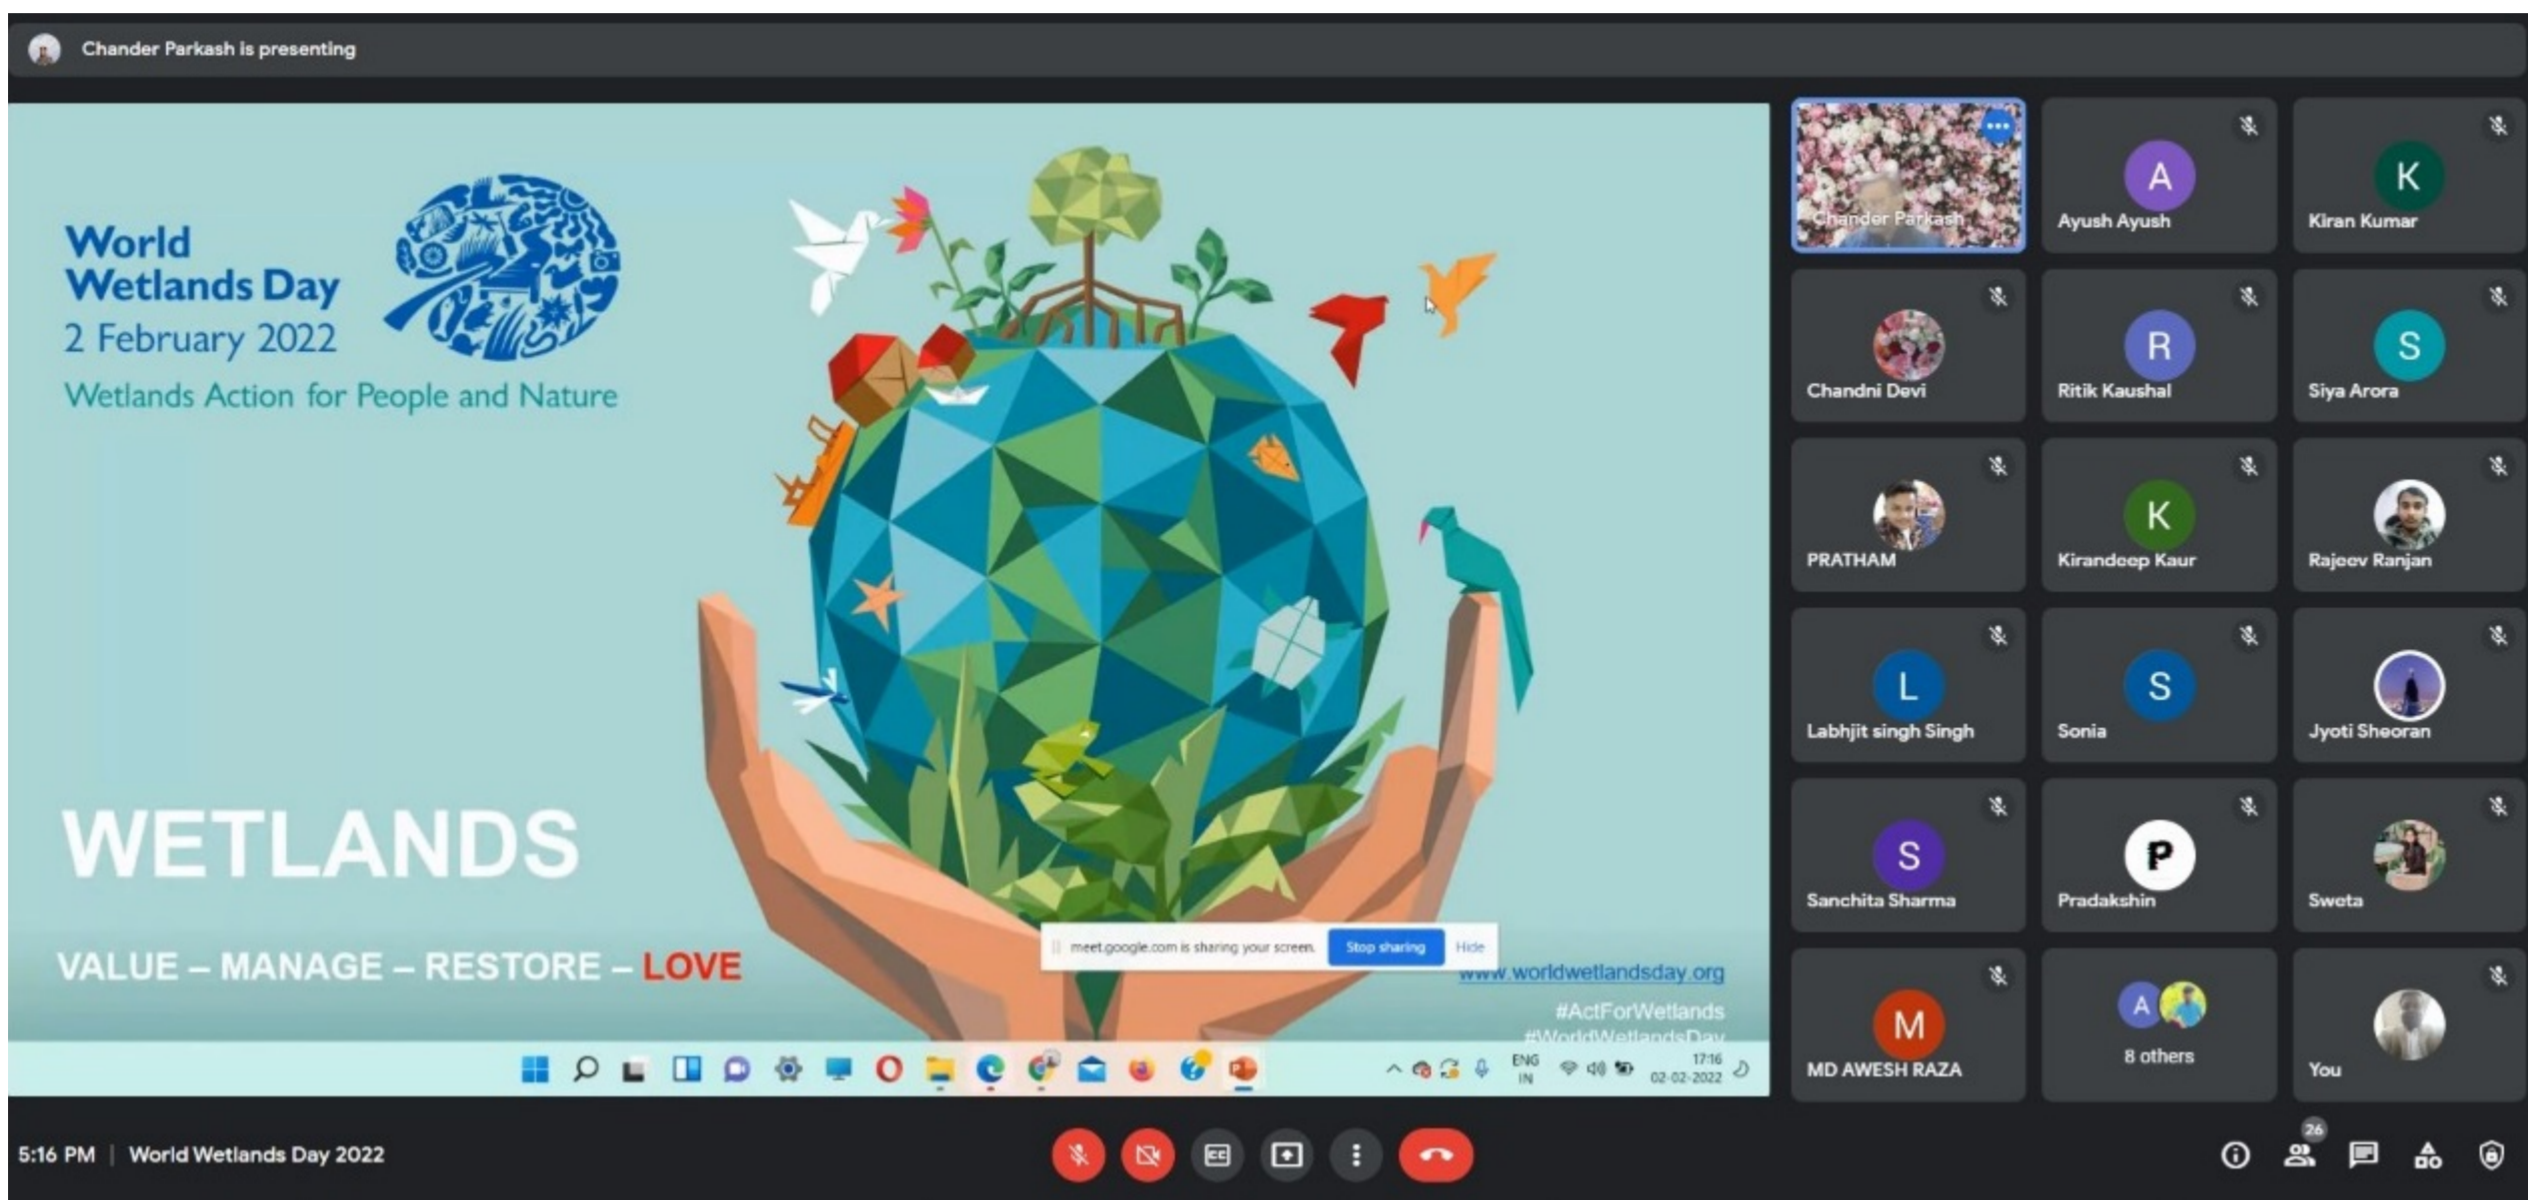 Chander Parkash is presenting
World
Wetlands Day
2 February 2022
Wetlands Action for People and Nature
WETLANDS
VALUE – MANAGE – RESTORE – LOVE
meet.google.com is sharing your screen.
Stop sharing
Hide
www.worldwetlandsday.org
#ActForWetlands
#WorldWetlandsDay
ENG
IN
17:16
02-02-2022
Chander Parkash
A
Ayush Ayush
K
Kiran Kumar
Chandni Devi
R
Ritik Kaushal
S
Siya Arora
PRATHAM
K
Kirandeep Kaur
Rajeev Ranjan
L
Labhjit singh Singh
S
Sonia
Jyoti Sheoran
S
Sanchita Sharma
P
Pradakshin
Sweta
M
MD AWESH RAZA
A
8 others
You
5:16 PM | World Wetlands Day 2022
CC
26